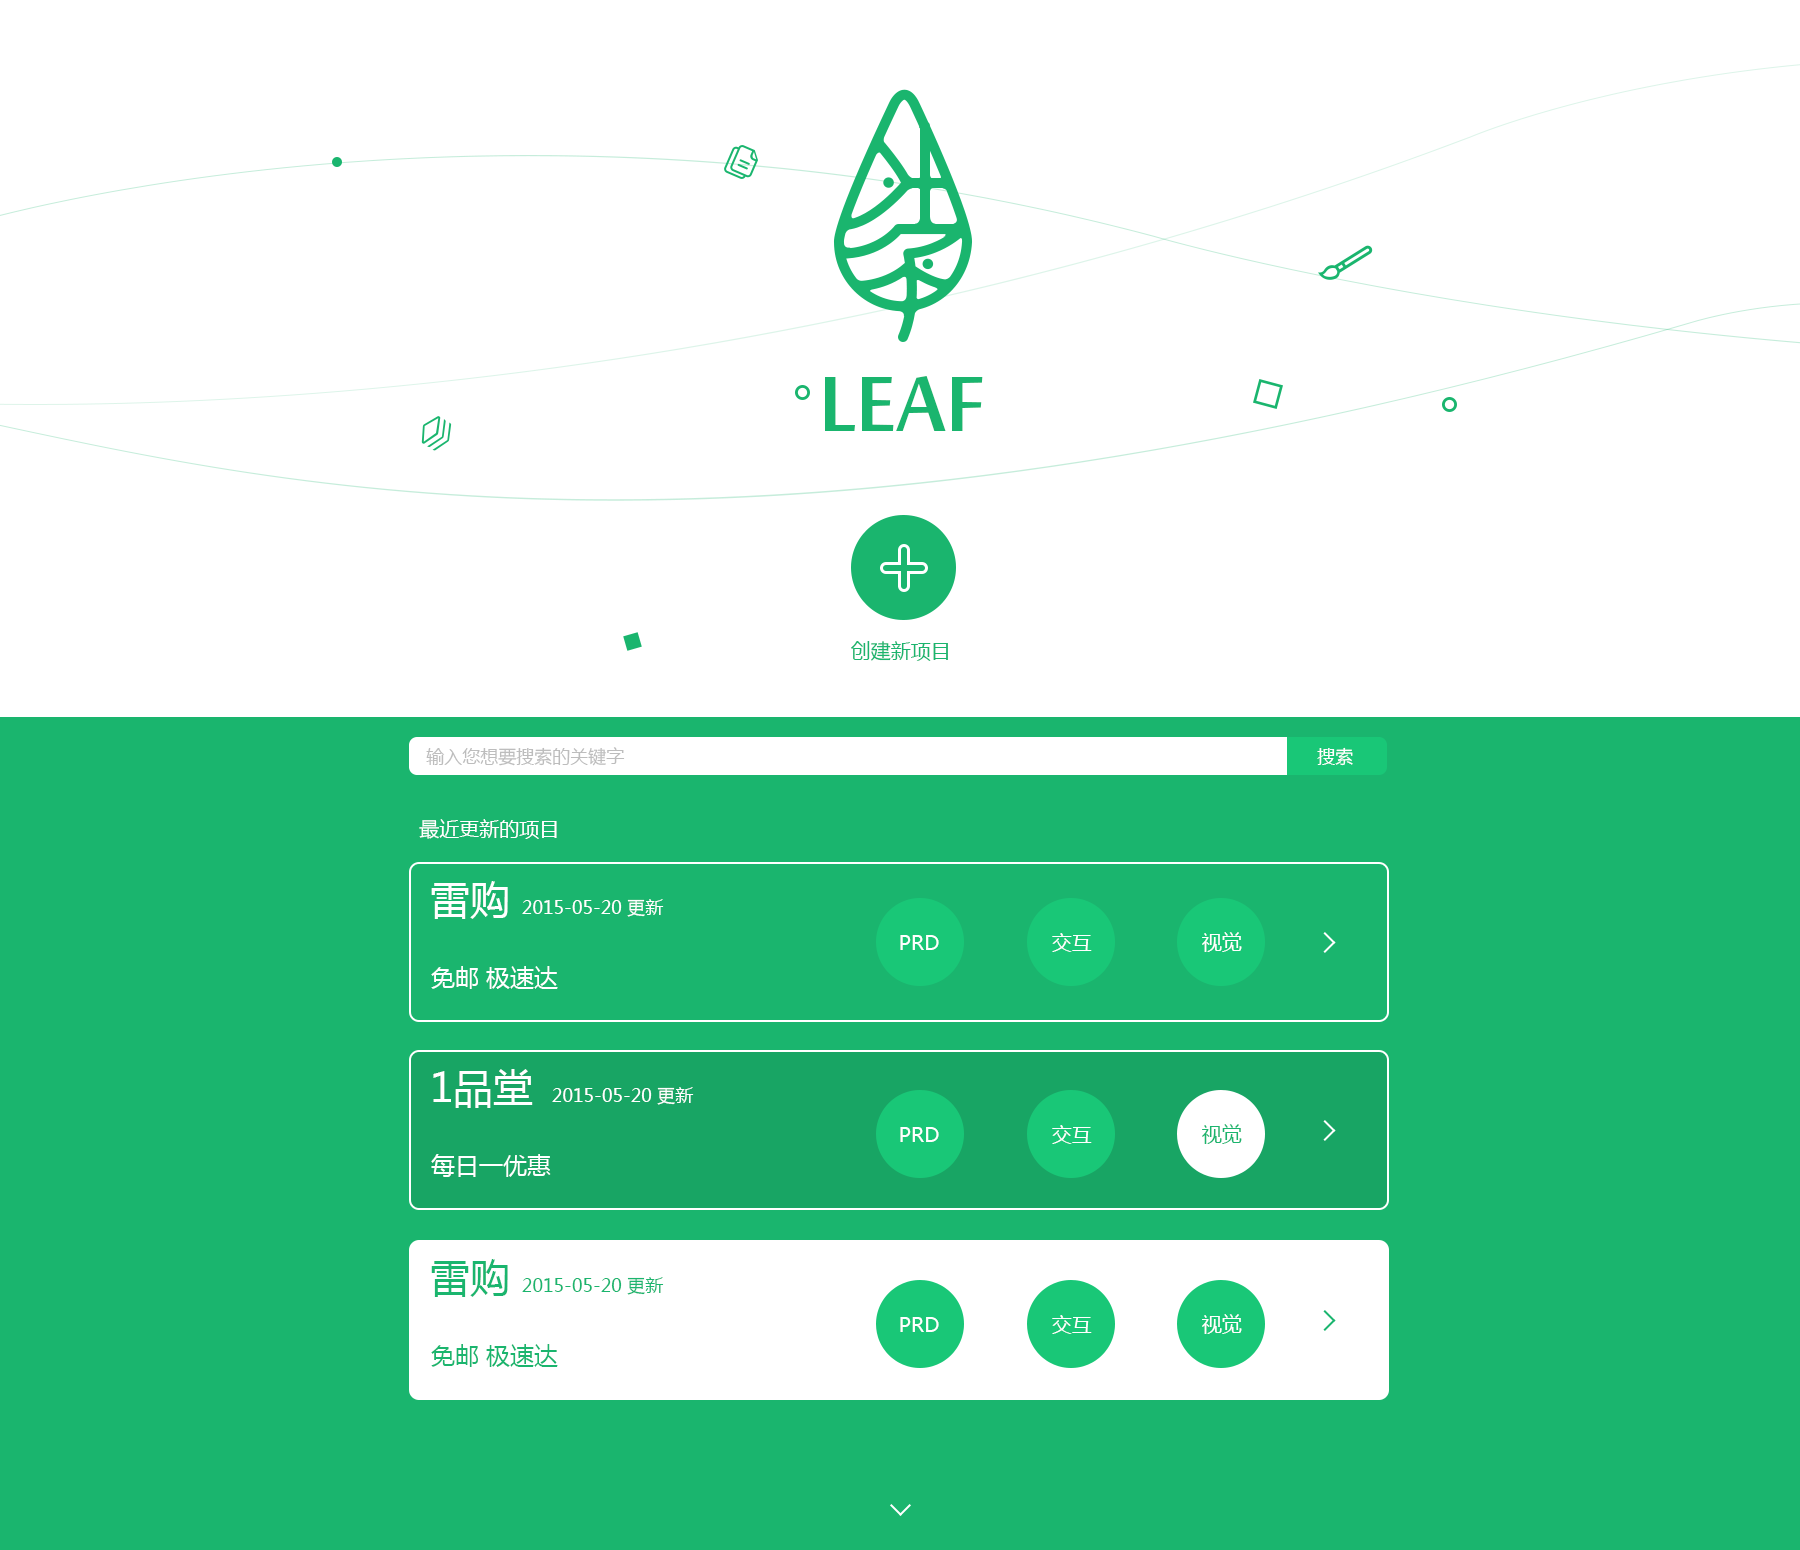 LEAF
创建新项目
输入您想要搜索的关键字 搜索
最近更新的项目
雷购 2015-05-20 更新
免邮 极速达
PRD 交互 视觉
1品堂 2015-05-20 更新
每日一优惠
PRD 交互 视觉
雷购 2015-05-20 更新
免邮 极速达
PRD 交互 视觉